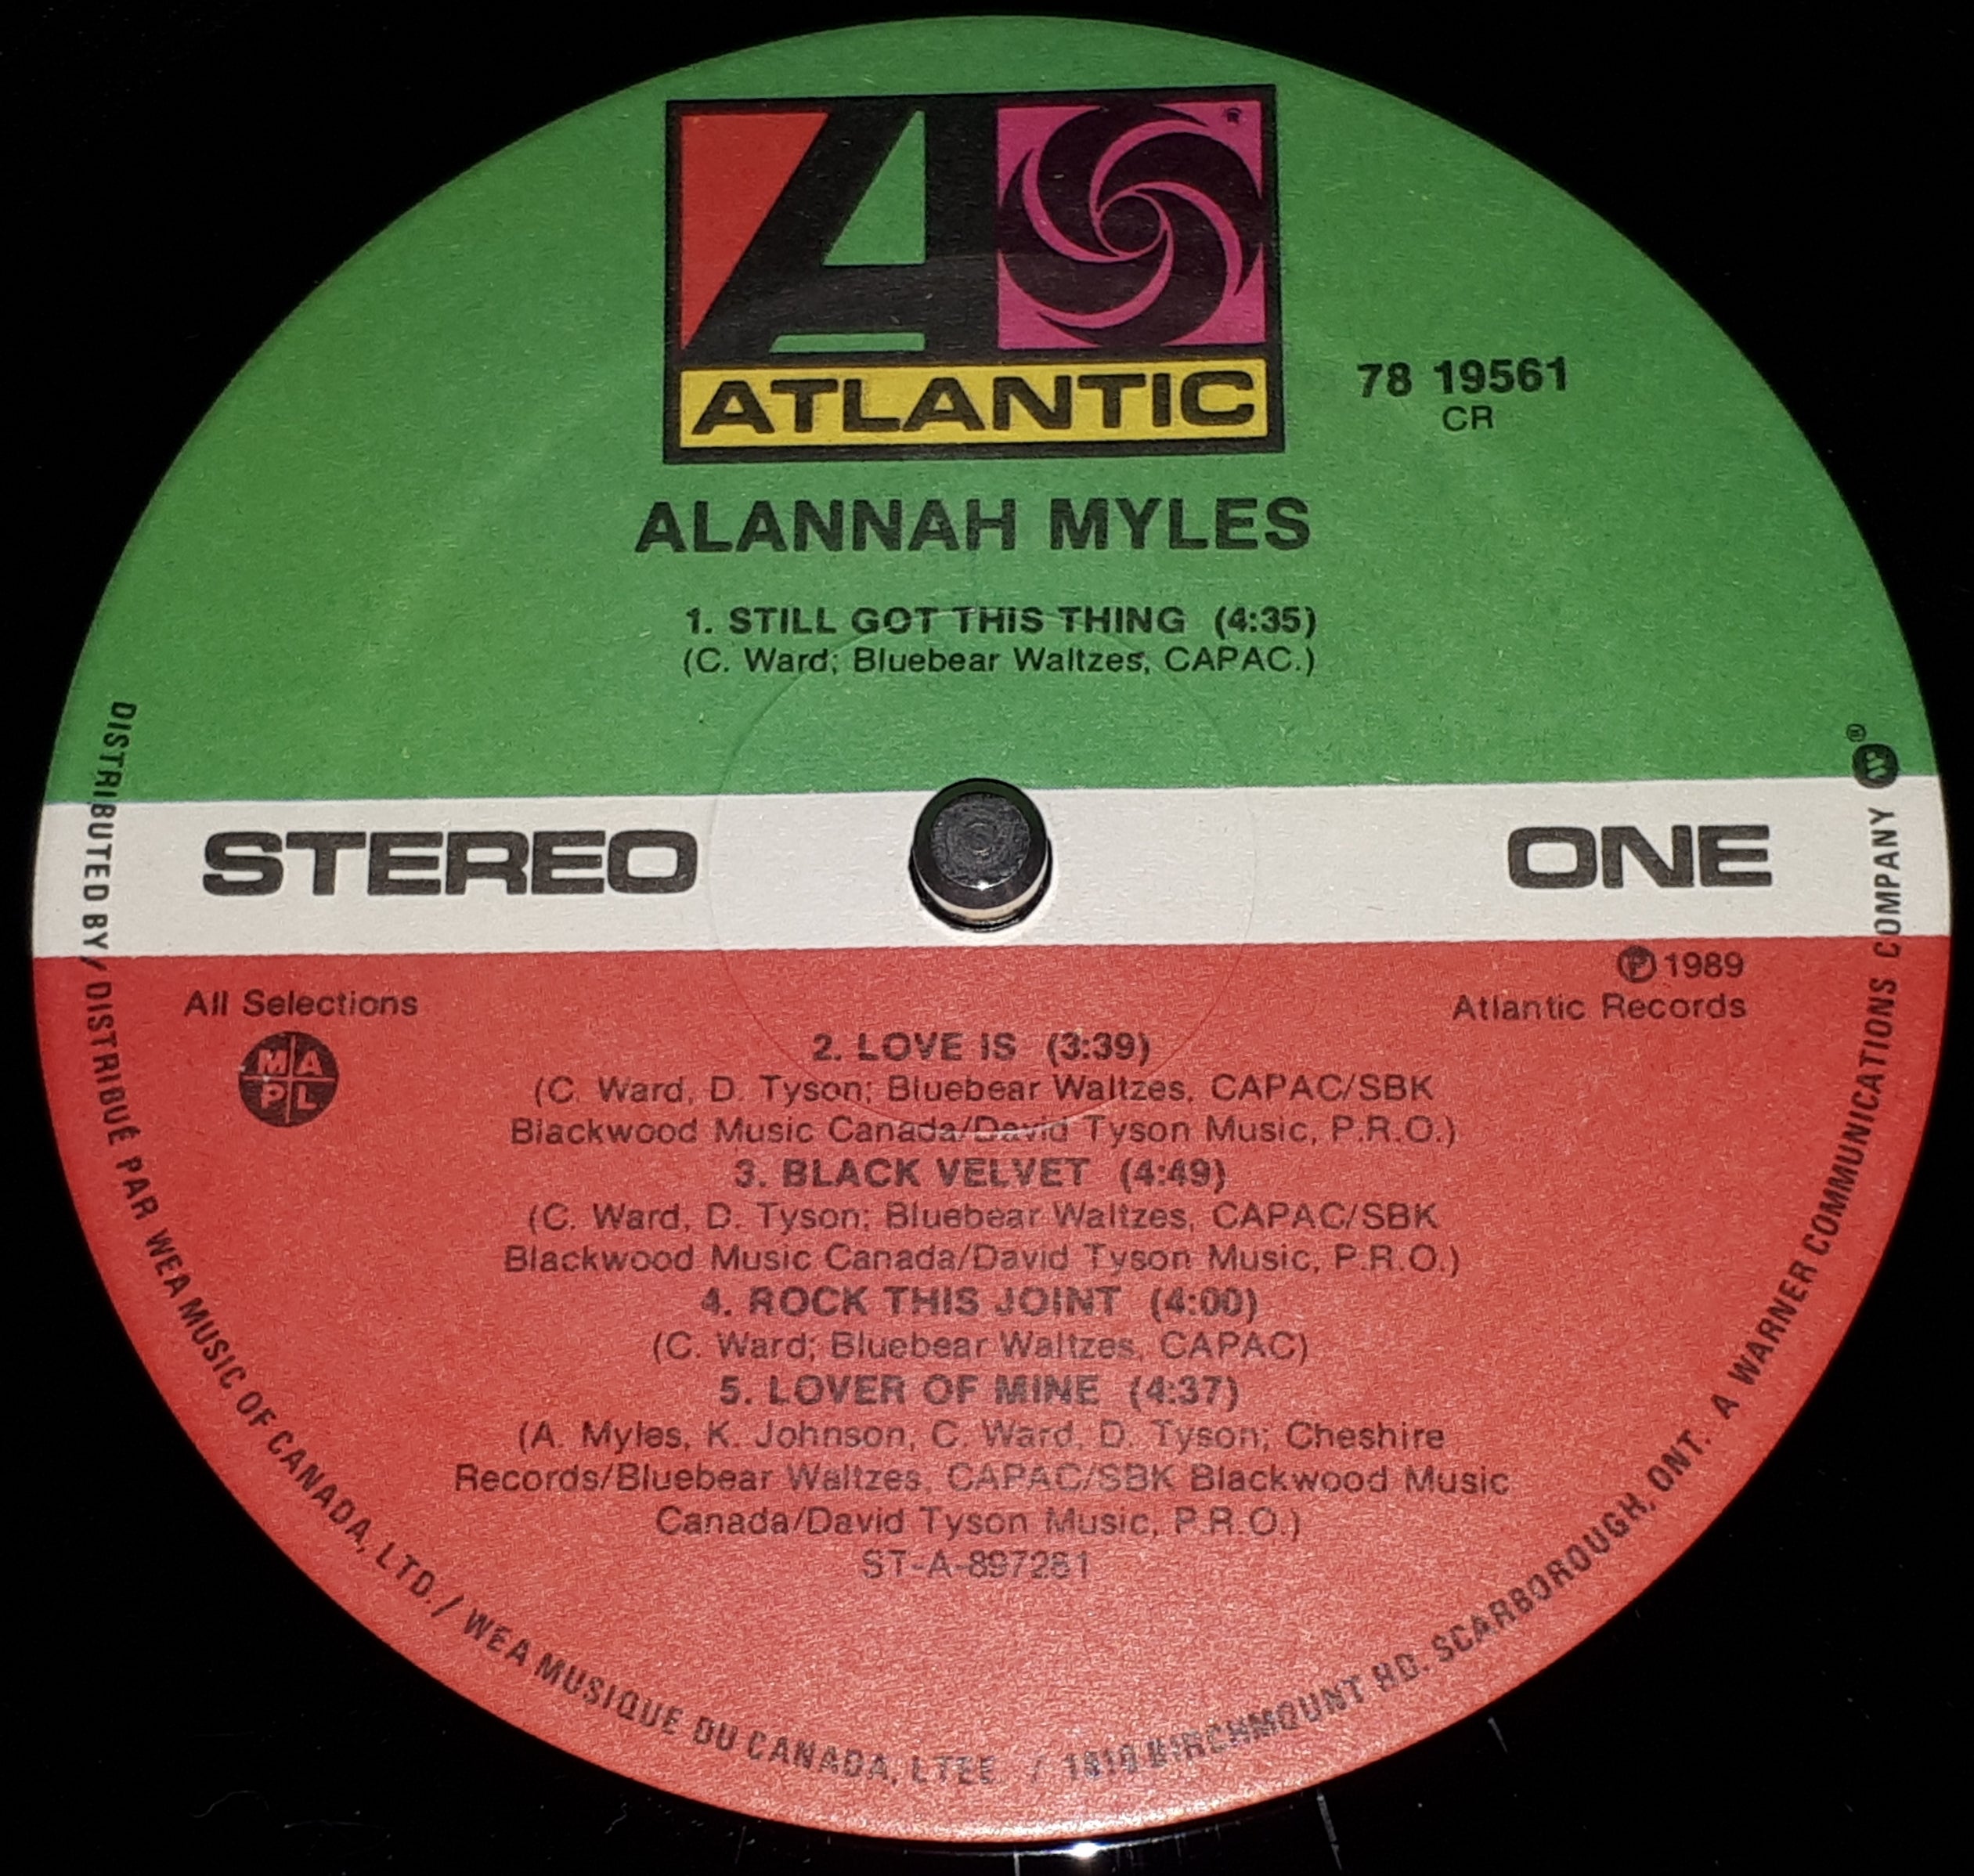 ATLANTIC
78 19561
CR
ALANNAH MYLES
1. STILL GOT THIS THING (4:35)
(C. Ward; Bluebear Waltzes, CAPAC.)
STEREO
ONE
℗ 1989
Atlantic Records
All Selections
MA
PL
2. LOVE IS (3:39)
(C. Ward, D. Tyson; Bluebear Waltzes, CAPAC/SBK
Blackwood Music Canada/David Tyson Music, P.R.O.)
3. BLACK VELVET (4:49)
(C. Ward, D. Tyson; Bluebear Waltzes, CAPAC/SBK
Blackwood Music Canada/David Tyson Music, P.R.O.)
4. ROCK THIS JOINT (4:00)
(C. Ward; Bluebear Waltzes, CAPAC)
5. LOVER OF MINE (4:37)
(A. Myles, K. Johnson, C. Ward, D. Tyson; Cheshire
Records/Bluebear Waltzes, CAPAC/SBK Blackwood Music
Canada/David Tyson Music, P.R.O.)
ST-A-897281
DISTRIBUTED BY / DISTRIBUÉ PAR WEA MUSIC OF CANADA, LTD. / WEA MUSIQUE DU CANADA, LTEE / BIRCHMOUNT RD. SCARBOROUGH, ONT. A WARNER COMMUNICATIONS COMPANY ®